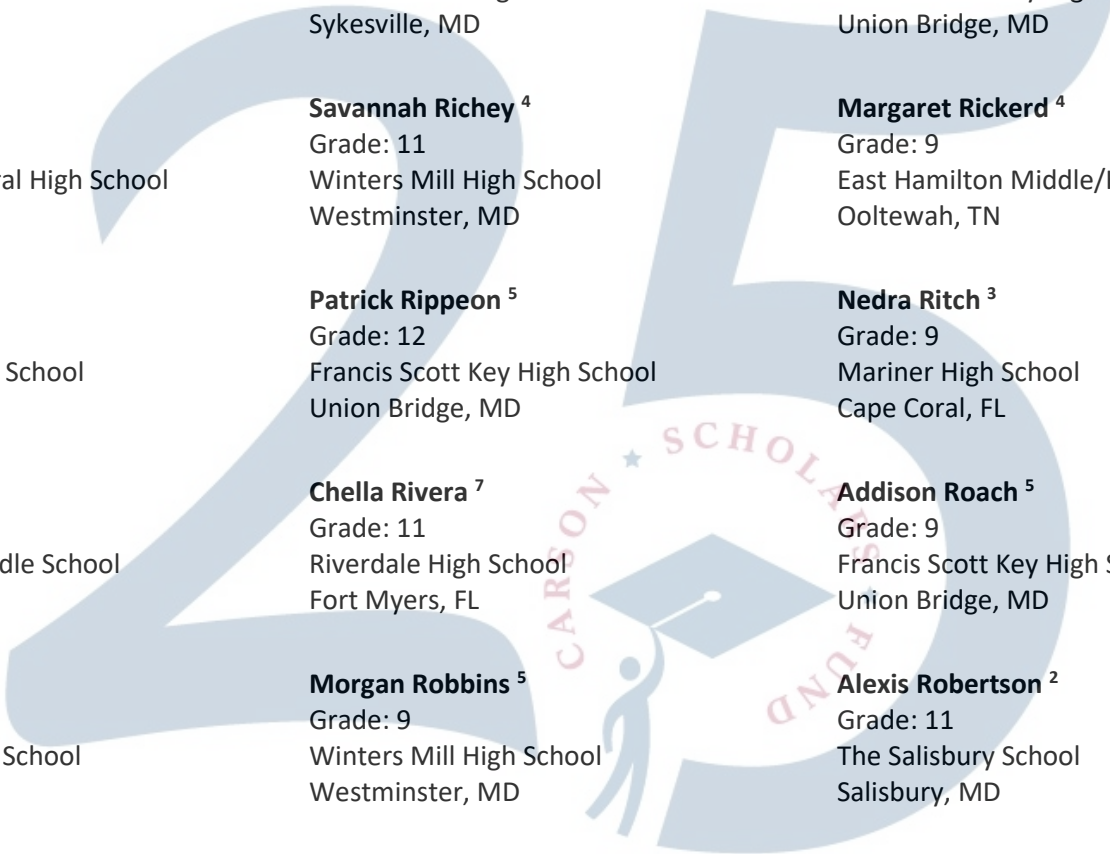 Sykesville, MD
Union Bridge, MD
Savannah Richey 4
Grade: 11
High School
Winters Mill High School
Westminster, MD
Margaret Rickerd 4
Grade: 9
East Hamilton Middle/
Ooltewah, TN
Patrick Rippeon 5
Grade: 12
School
Francis Scott Key High School
Union Bridge, MD
Nedra Ritch 3
Grade: 9
Mariner High School
Cape Coral, FL
Chella Rivera 7
Grade: 11
School
Riverdale High School
Fort Myers, FL
Addison Roach 5
Grade: 9
Francis Scott Key High
Union Bridge, MD
Morgan Robbins 5
Grade: 9
School
Winters Mill High School
Westminster, MD
Alexis Robertson 2
Grade: 11
The Salisbury School
Salisbury, MD
25
CARSON ★ SCHOLARS ★ FUND